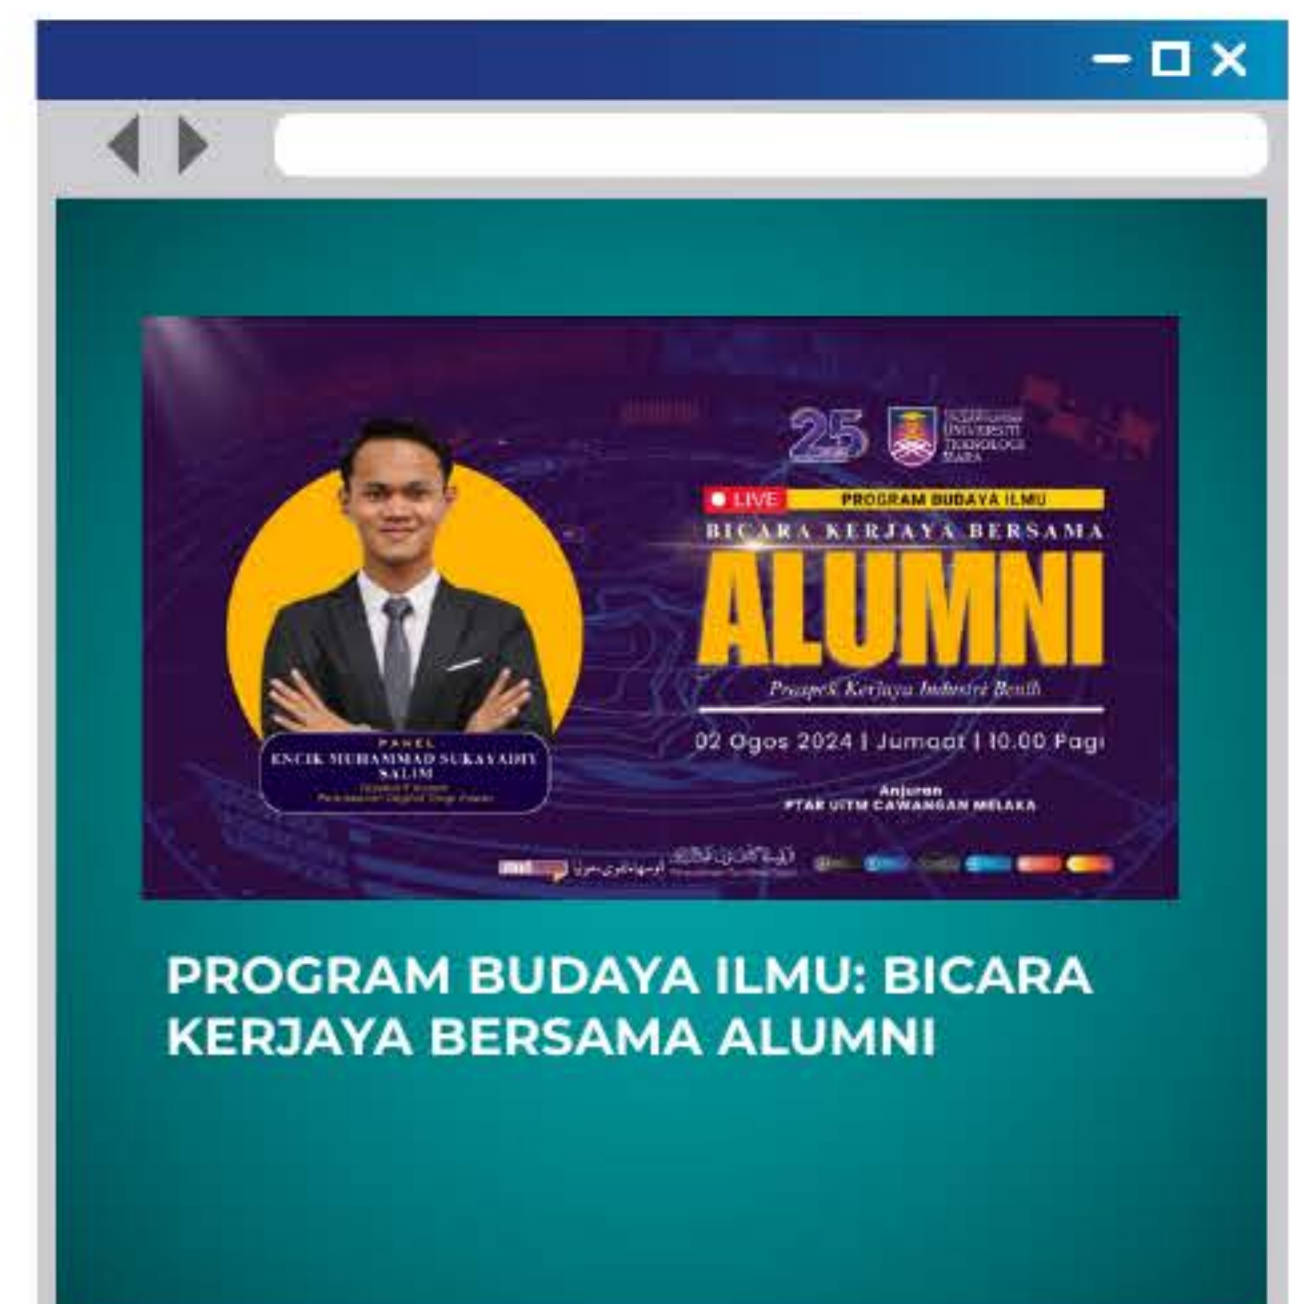 25
UNIVERSITI
TEKNOLOGI
MARA
LIVE
PROGRAM BUDAYA ILMU
BICARA KERJAYA BERSAMA
ALUMNI
Prospek Kerjaya Industri Benih
02 Ogos 2024 | Jumaat | 10.00 Pagi
Anjuran
PTAR UiTM CAWANGAN MELAKA
PANEL
ENCIK MUHAMMAD SUKAYADIY
SALIM
PROGRAM BUDAYA ILMU: BICARA
KERJAYA BERSAMA ALUMNI